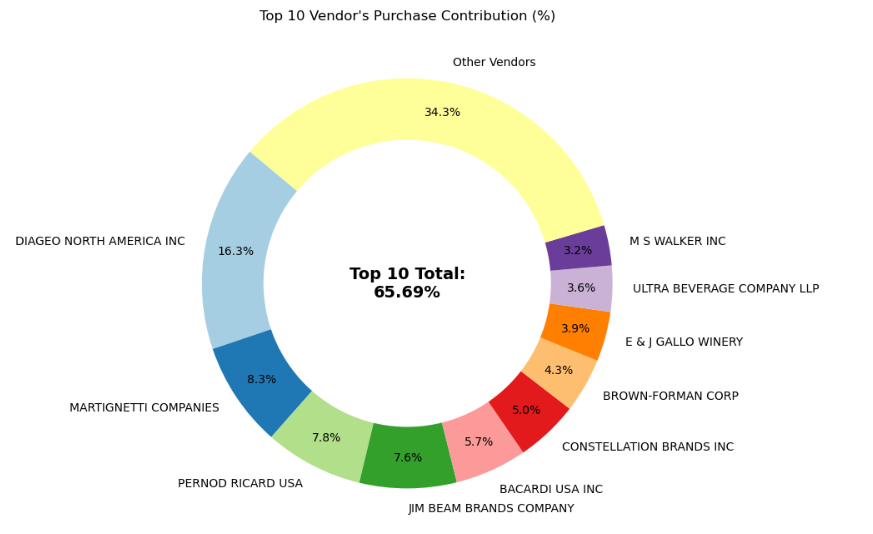 Top 10 Vendor's Purchase Contribution (%)
Other Vendors
34.3%
DIAGEO NORTH AMERICA INC
16.3%
M S WALKER INC
3.2%
ULTRA BEVERAGE COMPANY LLP
3.6%
Top 10 Total:
65.69%
E & J GALLO WINERY
3.9%
BROWN-FORMAN CORP
4.3%
MARTIGNETTI COMPANIES
8.3%
CONSTELLATION BRANDS INC
5.0%
PERNOD RICARD USA
7.8%
JIM BEAM BRANDS COMPANY
7.6%
BACARDI USA INC
5.7%